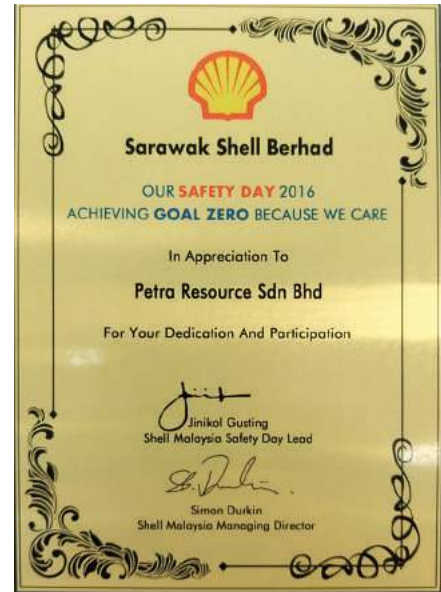 Sarawak Shell Berhad
OUR SAFETY DAY 2016
ACHIEVING GOAL ZERO BECAUSE WE CARE
In Appreciation To
Petra Resource Sdn Bhd
For Your Dedication And Participation
Jinikol Gusting
Shell Malaysia Safety Day Lead
S. Durkin
Simon Durkin
Shell Malaysia Managing Director